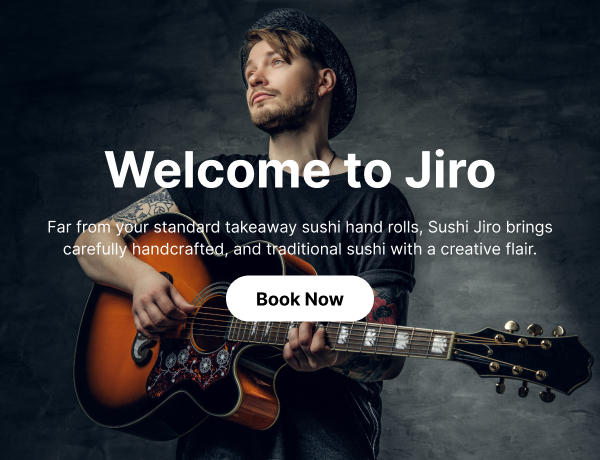 Welcome to Jiro
Far from your standard takeaway sushi hand rolls, Sushi Jiro brings
carefully handcrafted, and traditional sushi with a creative flair.
Book Now